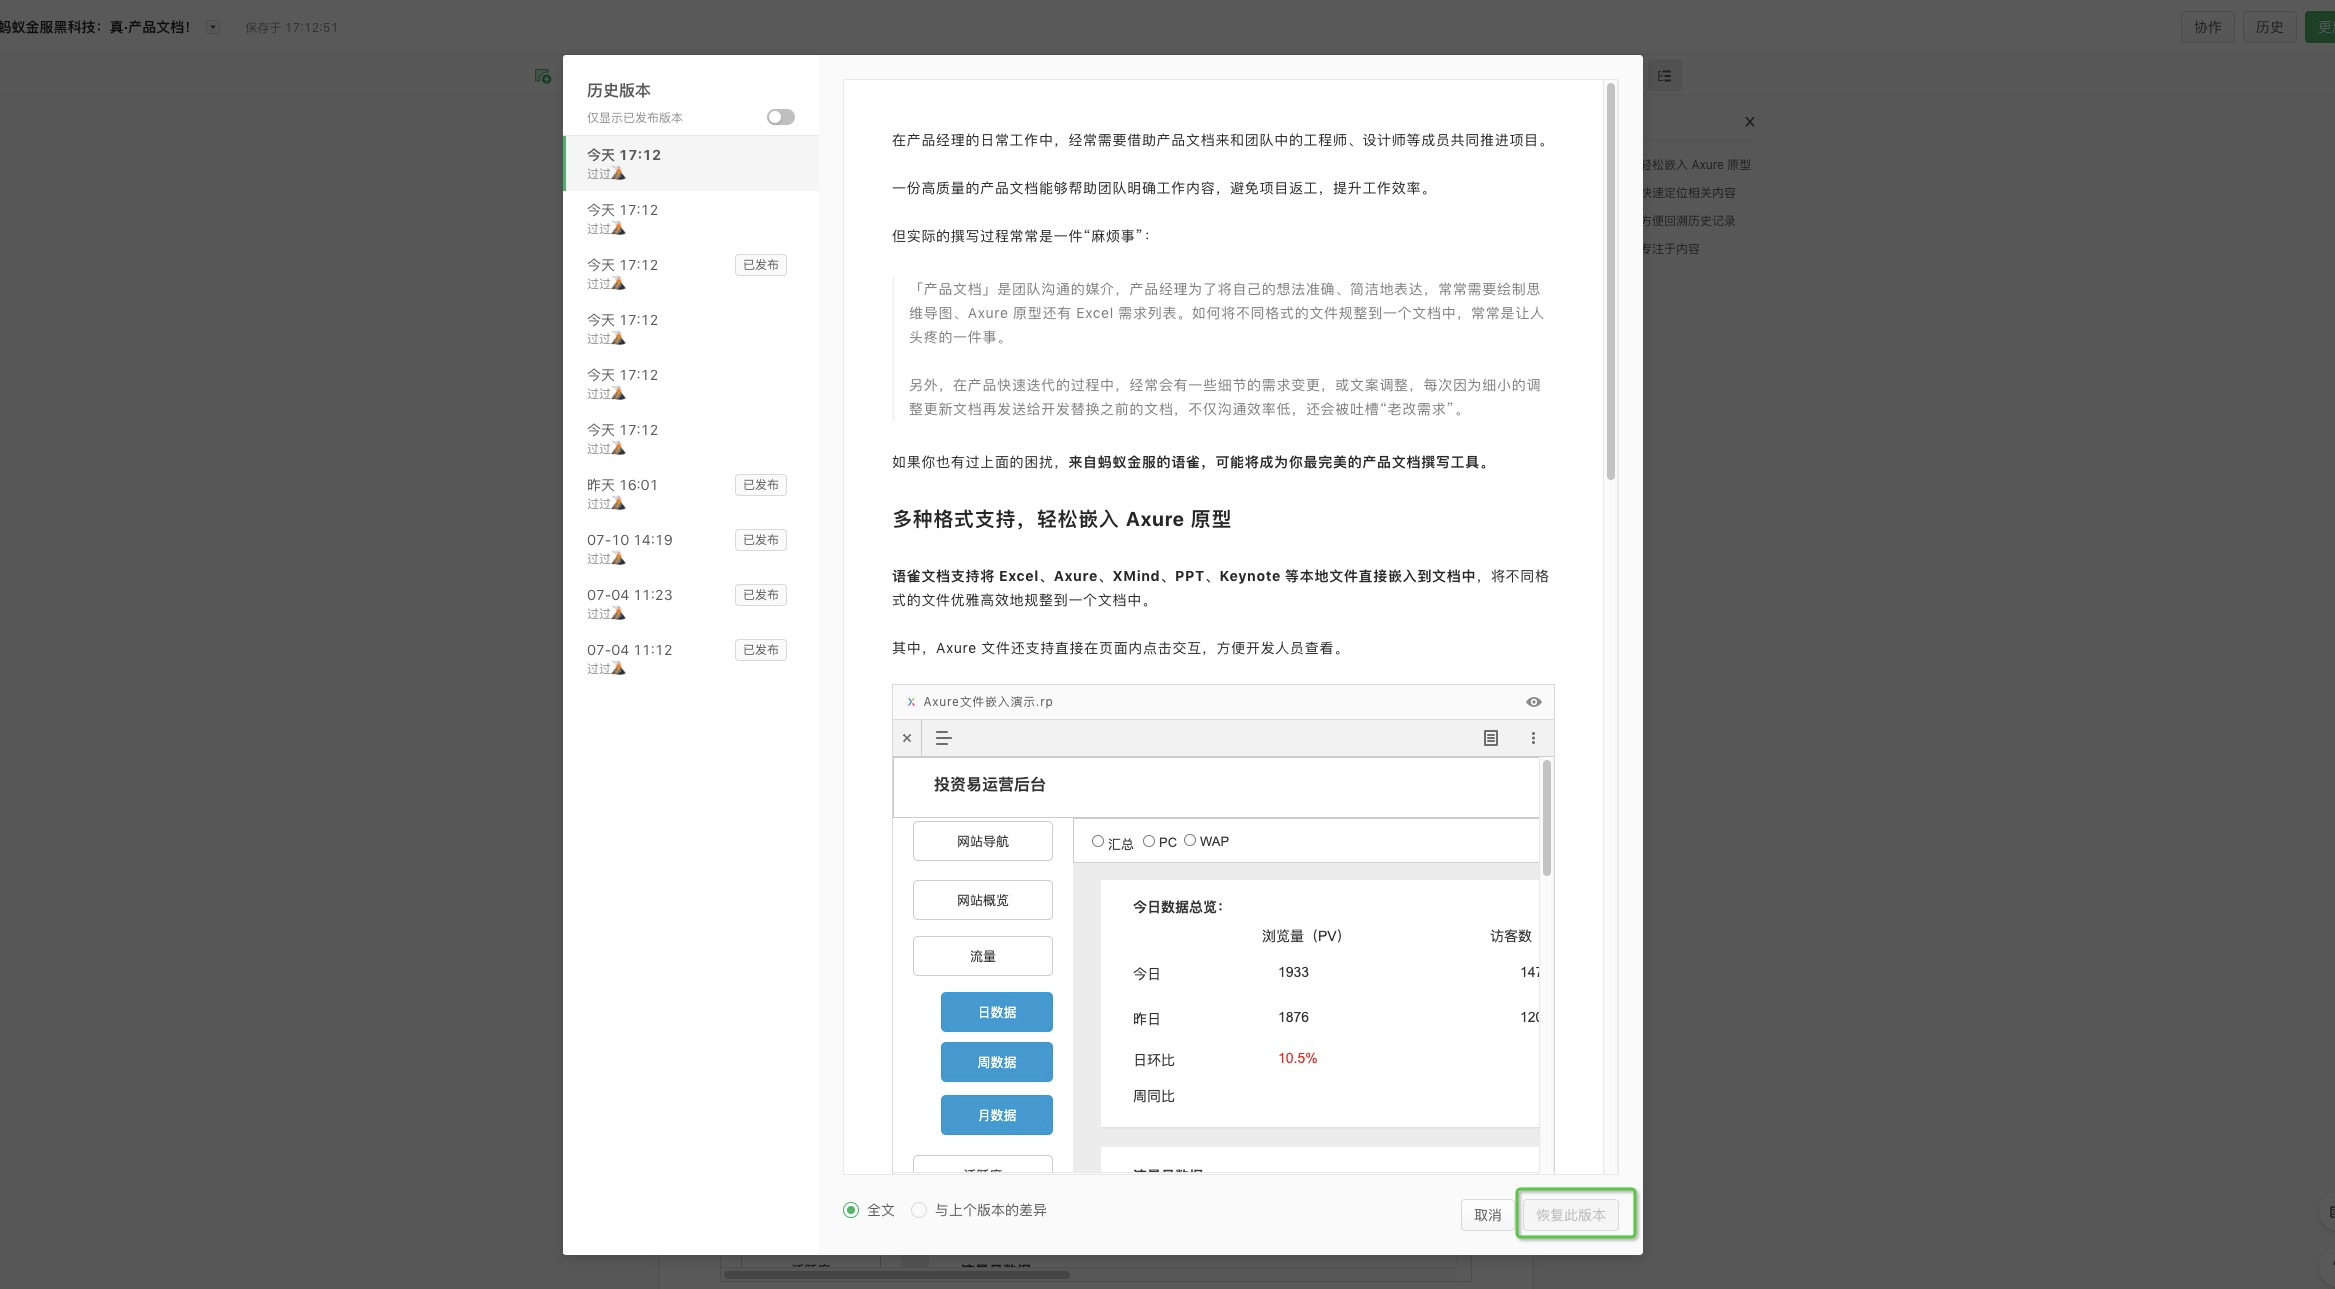 蚂蚁金服黑科技：真·产品文档！
保存于 17:12:51
协作
历史
历史版本
仅显示已发布版本
今天 17:12
过过
今天 17:12
过过
今天 17:12
已发布
过过
今天 17:12
过过
今天 17:12
过过
今天 17:12
过过
昨天 16:01
已发布
过过
07-10 14:19
已发布
过过
07-04 11:23
已发布
过过
07-04 11:12
已发布
过过
在产品经理的日常工作中，经常需要借助产品文档来和团队中的工程师、设计师等成员共同推进项目。
一份高质量的产品文档能够帮助团队明确工作内容，避免项目返工，提升工作效率。
但实际的撰写过程常常是一件“麻烦事”：
「产品文档」是团队沟通的媒介，产品经理为了将自己的想法准确、简洁地表达，常常需要绘制思
维导图、Axure 原型还有 Excel 需求列表。如何将不同格式的文件规整到一个文档中，常常是让人
头疼的一件事。
另外，在产品快速迭代的过程中，经常会有一些细节的需求变更，或文案调整，每次因为细小的调
整更新文档再发送给开发替换之前的文档，不仅沟通效率低，还会被吐槽“老改需求”。
如果你也有过上面的困扰，来自蚂蚁金服的语雀，可能将成为你最完美的产品文档撰写工具。
多种格式支持，轻松嵌入 Axure 原型
语雀文档支持将 Excel、Axure、XMind、PPT、Keynote 等本地文件直接嵌入到文档中，将不同格
式的文件优雅高效地规整到一个文档中。
其中，Axure 文件还支持直接在页面内点击交互，方便开发人员查看。
Axure文件嵌入演示.rp
投资易运营后台
网站导航
网站概览
流量
日数据
周数据
月数据
汇总 PC WAP
今日数据总览：
浏览量（PV） 访客数
今日 1933 147
昨日 1876 120
日环比 10.5%
周同比
全文
与上个版本的差异
取消
恢复此版本
轻松嵌入 Axure 原型
快速定位相关内容
方便回溯历史记录
专注于内容